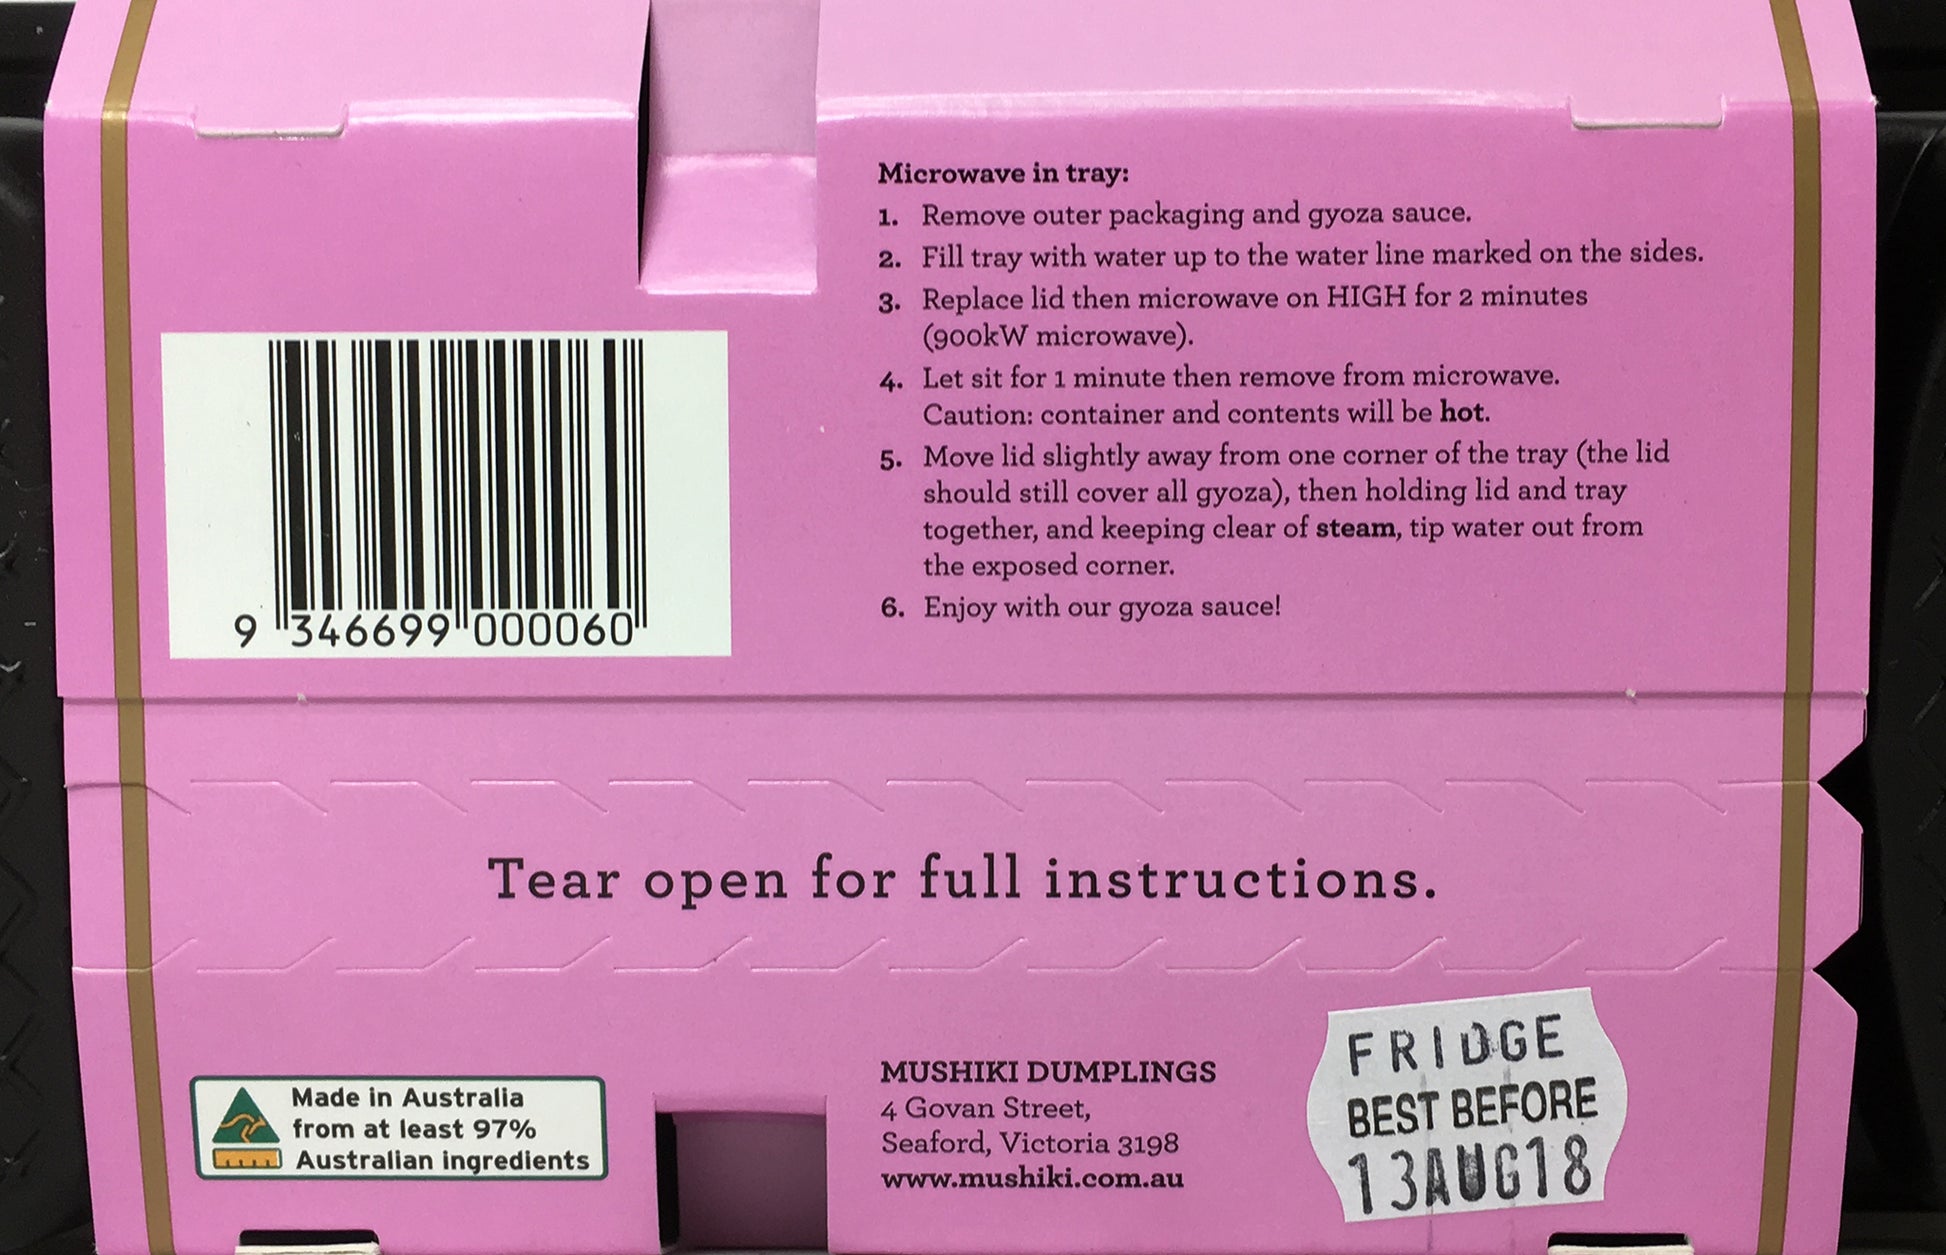 Microwave in tray:
1. Remove outer packaging and gyoza sauce.
2. Fill tray with water up to the water line marked on the sides.
3. Replace lid then microwave on HIGH for 2 minutes
(900kW microwave).
4. Let sit for 1 minute then remove from microwave.
Caution: container and contents will be hot.
5. Move lid slightly away from one corner of the tray (the lid
should still cover all gyoza), then holding lid and tray
together, and keeping clear of steam, tip water out from
the exposed corner.
6. Enjoy with our gyoza sauce!
9 346699 000060
Tear open for full instructions.
Made in Australia
from at least 97%
Australian ingredients
MUSHIKI DUMPLINGS
4 Govan Street,
Seaford, Victoria 3198
www.mushiki.com.au
FRIDGE
BEST BEFORE
13AUG18